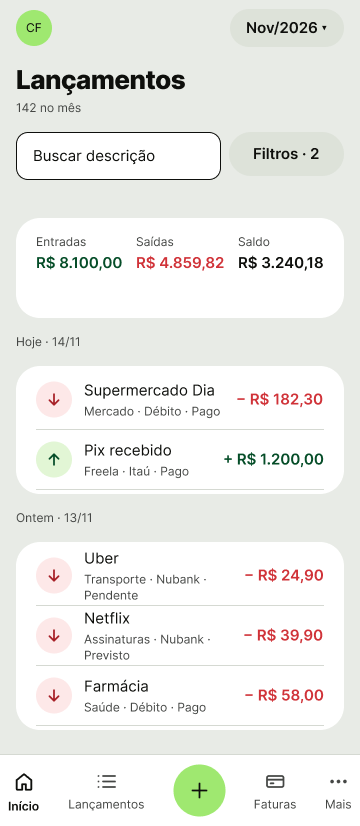 CF
Nov/2026 ▾
Lançamentos
142 no mês
Buscar descrição
Filtros · 2
Entradas Saídas Saldo
R$ 8.100,00 R$ 4.859,82 R$ 3.240,18
Hoje · 14/11
Supermercado Dia
− R$ 182,30
Mercado · Débito · Pago
Pix recebido
+ R$ 1.200,00
Freela · Itaú · Pago
Ontem · 13/11
Uber
− R$ 24,90
Transporte · Nubank ·
Pendente
Netflix
− R$ 39,90
Assinaturas · Nubank ·
Previsto
Farmácia
− R$ 58,00
Saúde · Débito · Pago
Início Lançamentos + Faturas Mais